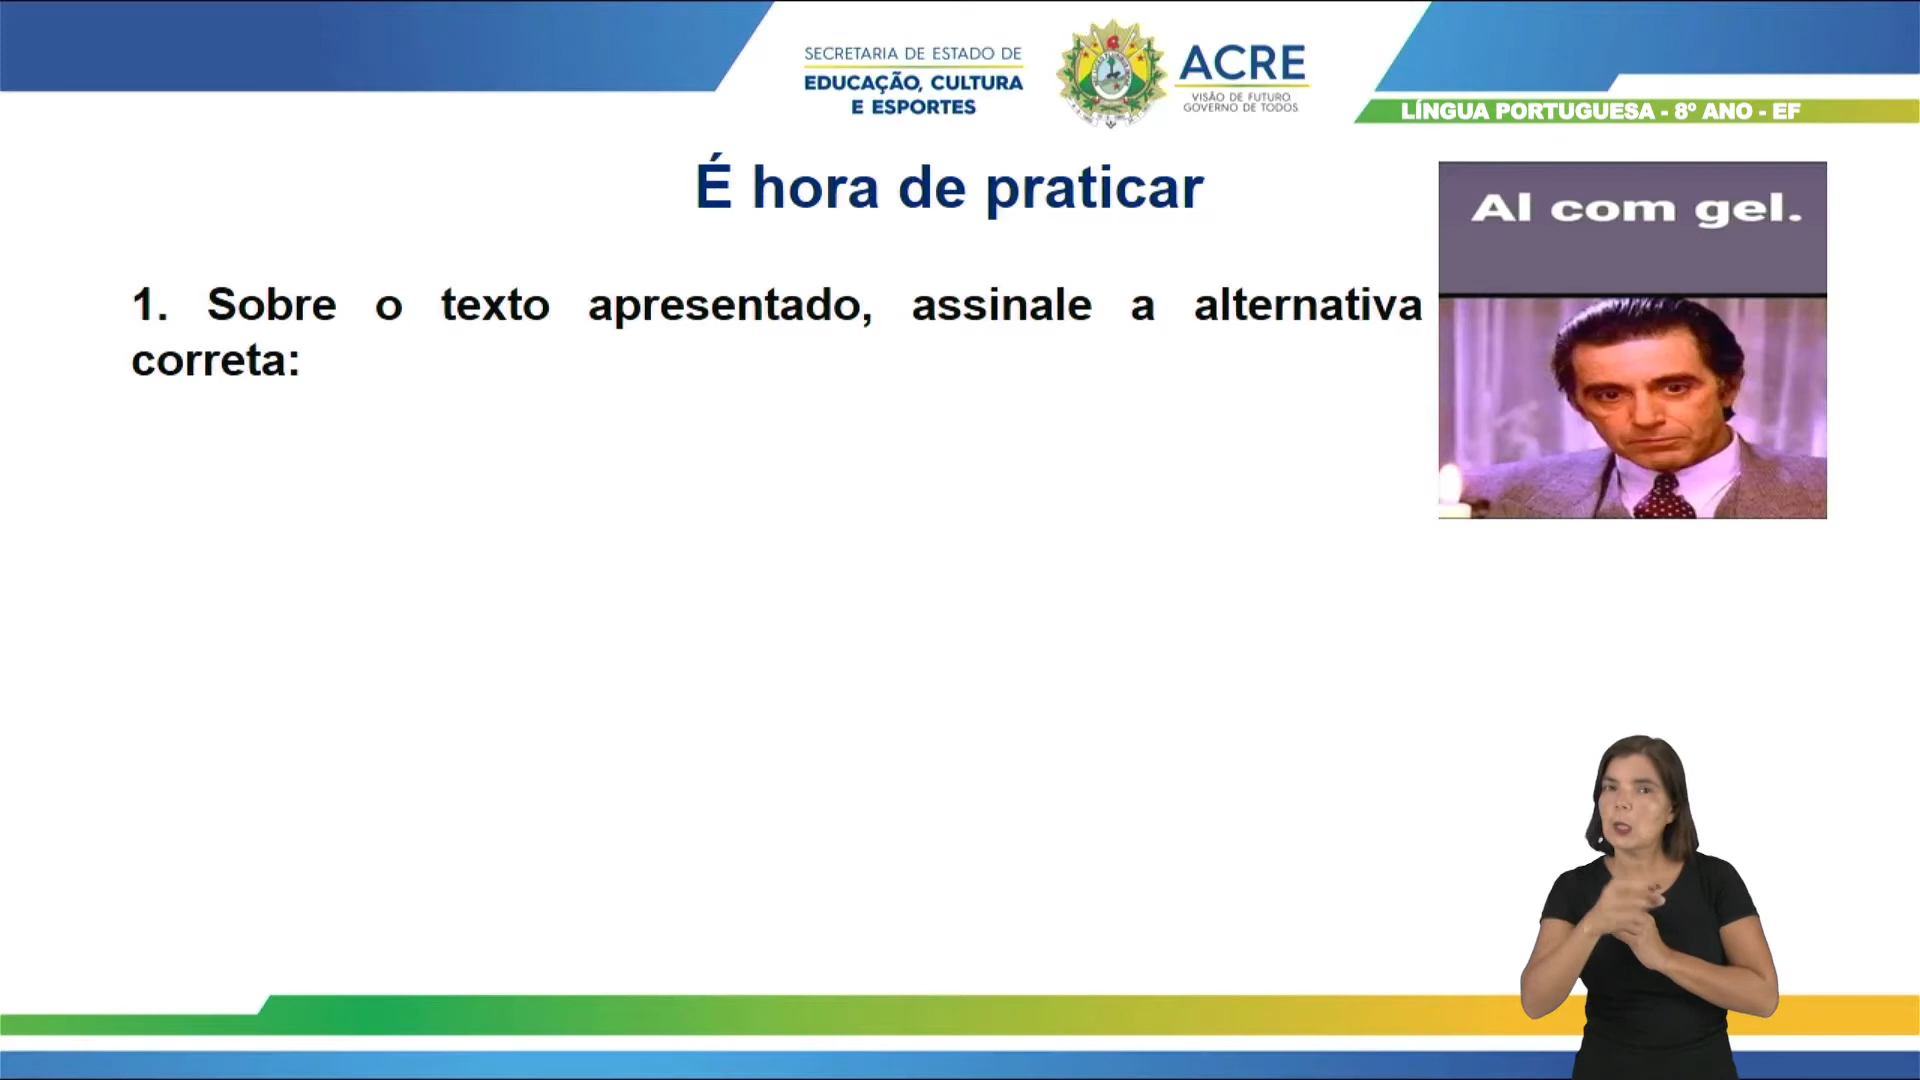 SECRETARIA DE ESTADO DE
EDUCAÇÃO, CULTURA
E ESPORTES
ACRE
VISÃO DE FUTURO
GOVERNO DE TODOS
LÍNGUA PORTUGUESA - 8º ANO - EF
É hora de praticar
Al com gel.
1. Sobre o texto apresentado, assinale a alternativa
correta: